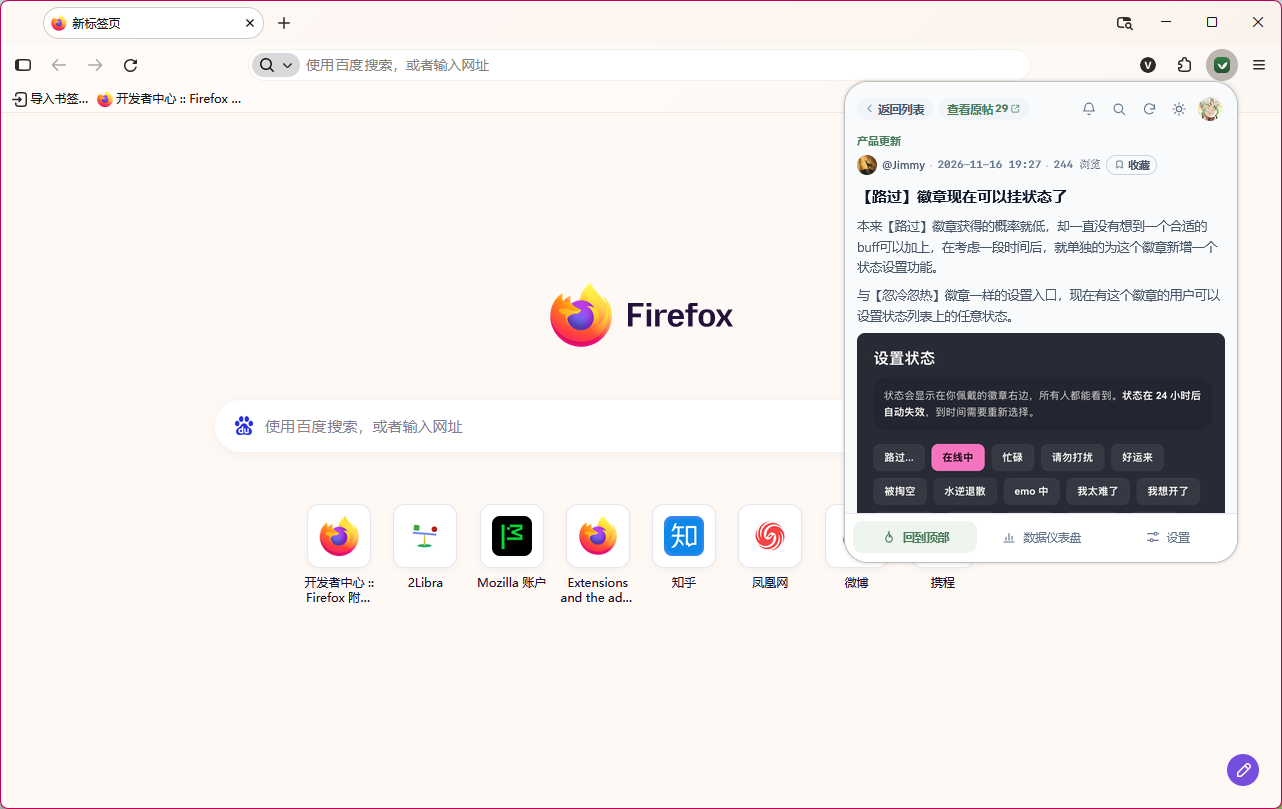 新标签页
使用百度搜索，或者输入网址
V
导入书签...
开发者中心 :: Firefox ...
返回列表
查看原帖 29
产品更新
@Jimmy · 2026-11-16 19:27 · 244 浏览
收藏
【路过】徽章现在可以挂状态了
本来【路过】徽章获得的概率就低，却一直没有想到一个合适的
buff可以加上，在考虑一段时间后，就单独的为这个徽章新增一个
状态设置功能。
与【忽冷忽热】徽章一样的设置入口，现在有这个徽章的用户可以
设置状态列表上的任意状态。
设置状态
状态会显示在你佩戴的徽章右边，所有人都能看到。状态在 24 小时后
自动失效，到时间需要重新选择。
路过... 在线中 忙碌 请勿打扰 好运来
被掏空 水逆退散 emo 中 我太难了 我想开了
回到顶部 数据仪表盘 设置
Firefox
du
使用百度搜索，或者输入网址
知
开发者中心 ::
Firefox 附...
2Libra
Mozilla 账户
Extensions
and the ad...
知乎
凤凰网
微博
携程